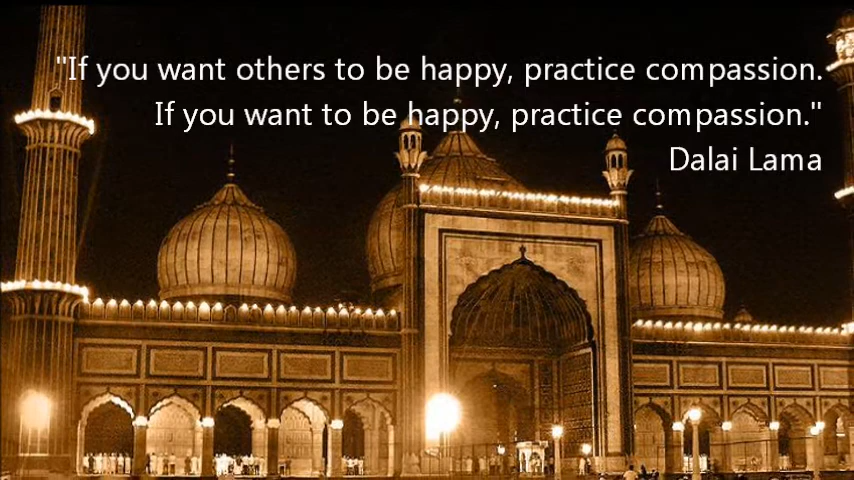 "If you want others to be happy, practice compassion.
If you want to be happy, practice compassion."
Dalai Lama